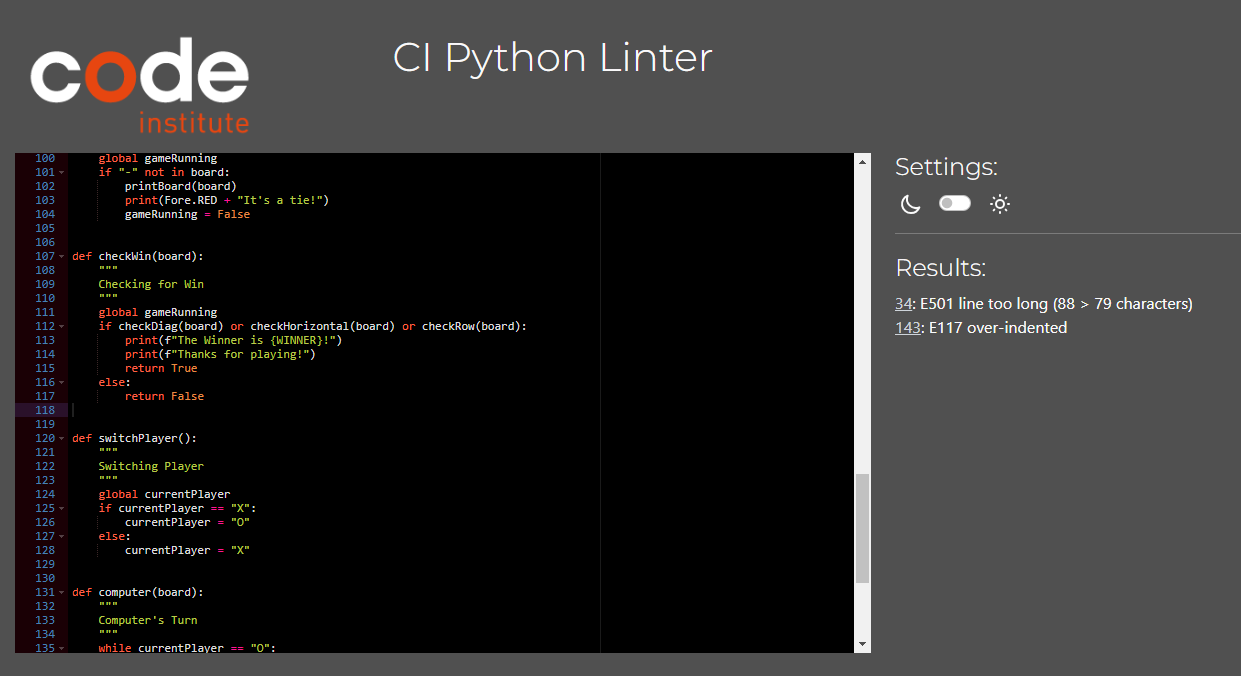 code
institute
CI Python Linter
100 global gameRunning
101 if "-" not in board:
102 printBoard(board)
103 print(Fore.RED + "It's a tie!")
104 gameRunning = False
105
106
107 def checkWin(board):
108 """
109 Checking for Win
110 """
111 global gameRunning
112 if checkDiag(board) or checkHorizontal(board) or checkRow(board):
113 print(f"The Winner is {WINNER}!")
114 print(f"Thanks for playing!")
115 return True
116 else:
117 return False
118
119
120 def switchPlayer():
121 """
122 Switching Player
123 """
124 global currentPlayer
125 if currentPlayer == "X":
126 currentPlayer = "O"
127 else:
128 currentPlayer = "X"
129
130
131 def computer(board):
132 """
133 Computer's Turn
134 """
135 while currentPlayer == "O":
Settings:
Results:
34: E501 line too long (88 > 79 characters)
143: E117 over-indented